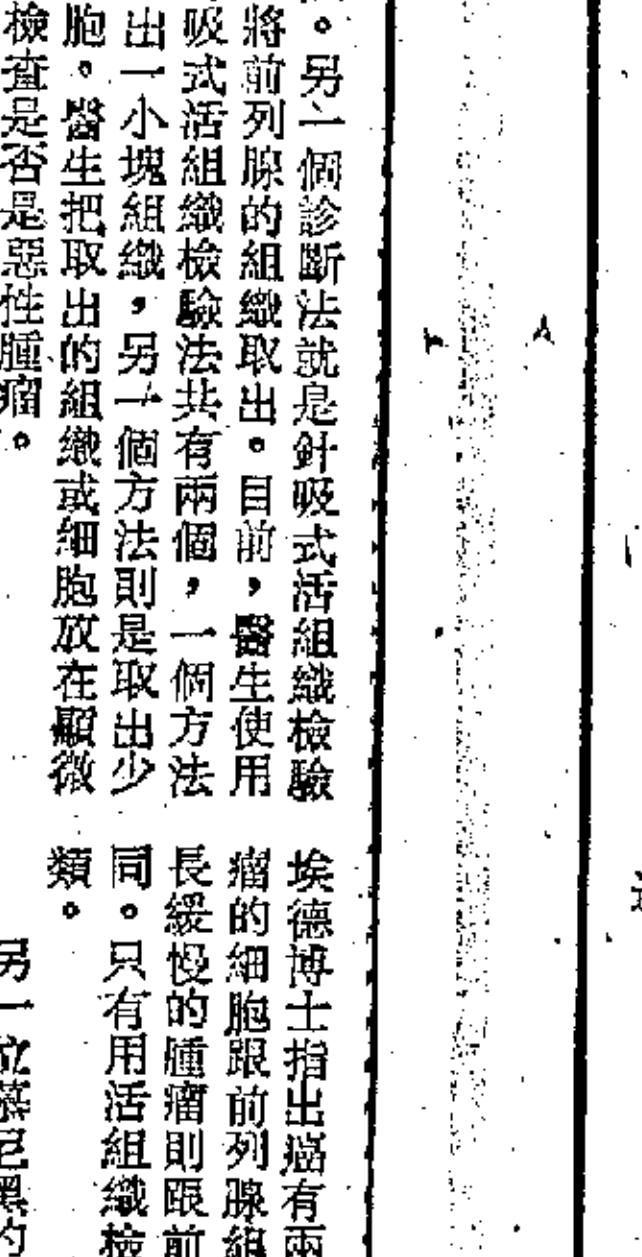 。另一個診斷法就是針吸式活組織檢驗
將前列腺的組織取出。目前，醫生使用
吸式活組織檢驗法共有兩個，一個方法
出一小塊組織，另一個方法則是取出少
胞。醫生把取出的組織或細胞放在顯微
檢查是否是惡性腫瘤。
埃德博士指出癌有兩
瘤的細胞跟前列腺組
長緩慢的腫瘤則跟前
同。只有用活組織檢
類。
另一位慕尼黑的